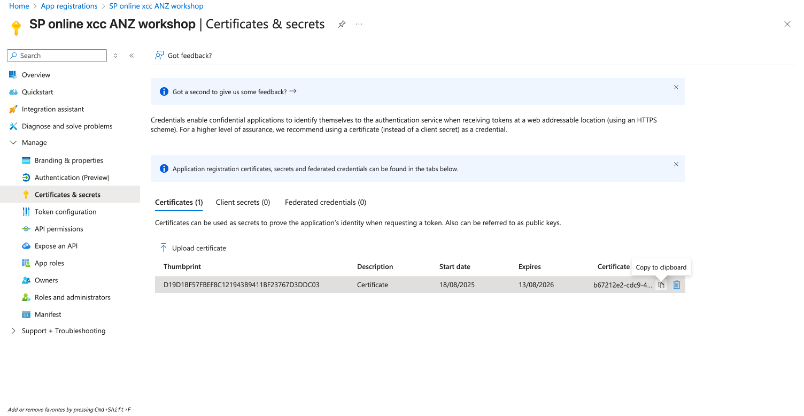 Home > App registrations > SP online xcc ANZ workshop
SP online xcc ANZ workshop | Certificates & secrets
Search
Got feedback?
Overview
Quickstart
Integration assistant
Diagnose and solve problems
Manage
Branding & properties
Authentication (Preview)
Certificates & secrets
Token configuration
API permissions
Expose an API
App roles
Owners
Roles and administrators
Manifest
Support + Troubleshooting
Got a second to give us some feedback? →
Credentials enable confidential applications to identify themselves to the authentication service when receiving tokens at a web addressable location (using an HTTPS
scheme). For a higher level of assurance, we recommend using a certificate (instead of a client secret) as a credential.
Application registration certificates, secrets and federated credentials can be found in the tabs below.
Certificates (1) Client secrets (0) Federated credentials (0)
Certificates can be used as secrets to prove the application's identity when requesting a token. Also can be referred to as public keys.
Upload certificate
Copy to clipboard
Thumbprint Description Start date Expires Certificate
D19D1BF57FBEF8C121943894118F23767D3DDC03 Certificate 18/08/2025 13/08/2026 b67212e2-cdc9-4...
Add or remove favorites by pressing Cmd+Shift+F